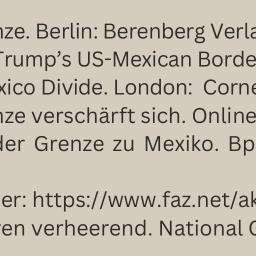 nze. Berlin: Berenberg Verla
Trump’s US-Mexican Borde
xico Divide. London: Corne
nze verschärft sich. Online
der Grenze zu Mexiko. Bp
er: https://www.faz.net/ak
ren verheerend. National G